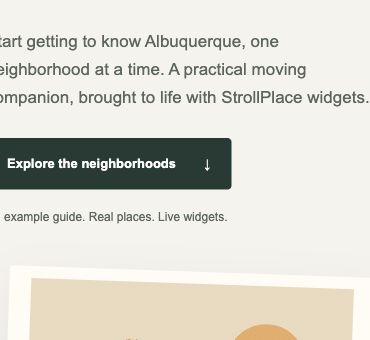 tart getting to know Albuquerque, one
eighborhood at a time. A practical moving
ompanion, brought to life with StrollPlace widgets.
Explore the neighborhoods ↓
example guide. Real places. Live widgets.